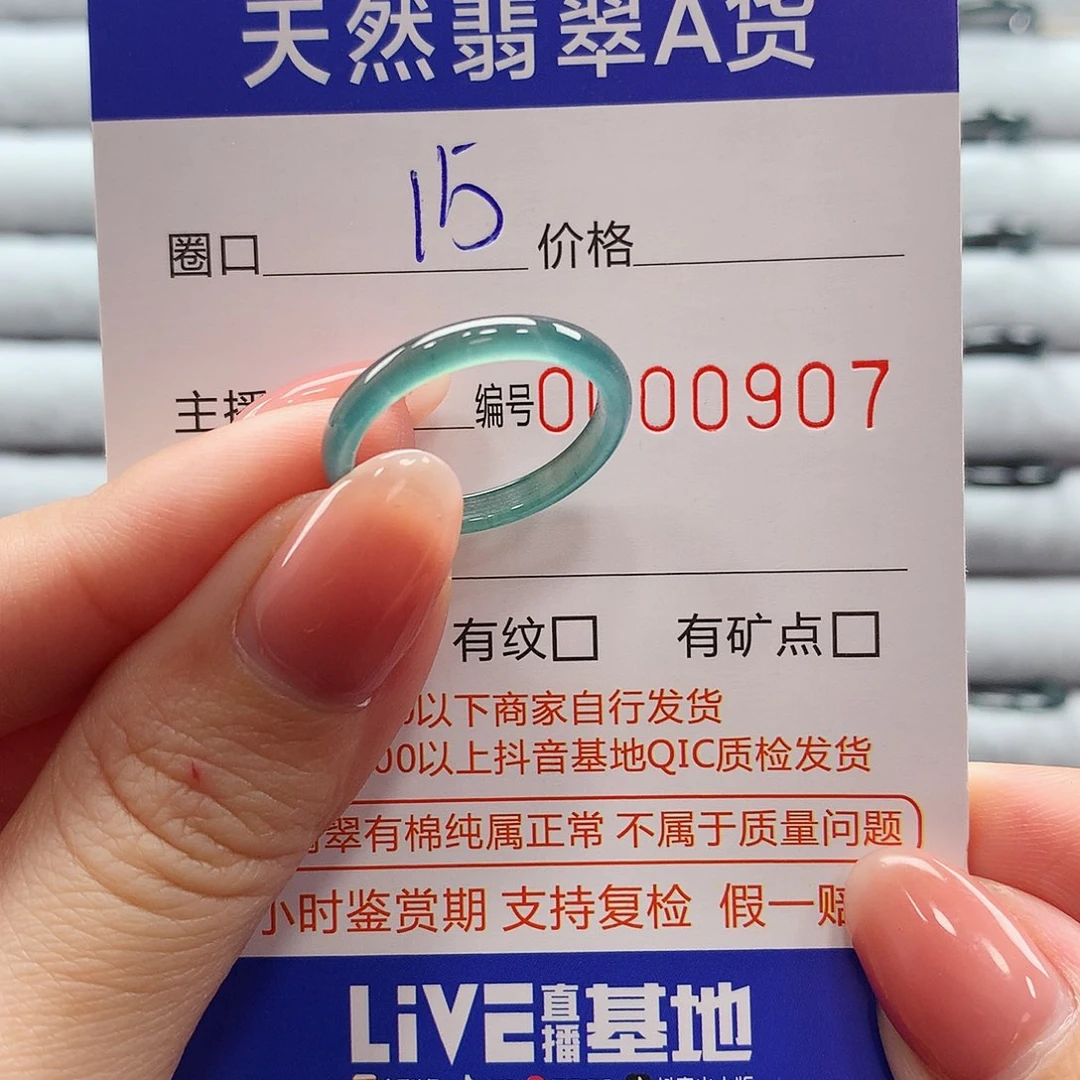 天然翡翠A货
圈口 15 价格
主播 编号 0000907
有纹□ 有矿点□
以下商家自行发货
00以上抖音基地QIC质检发货
翠有棉纯属正常 不属于质量问题
小时鉴赏期 支持复检 假一赔
LiVE直播基地